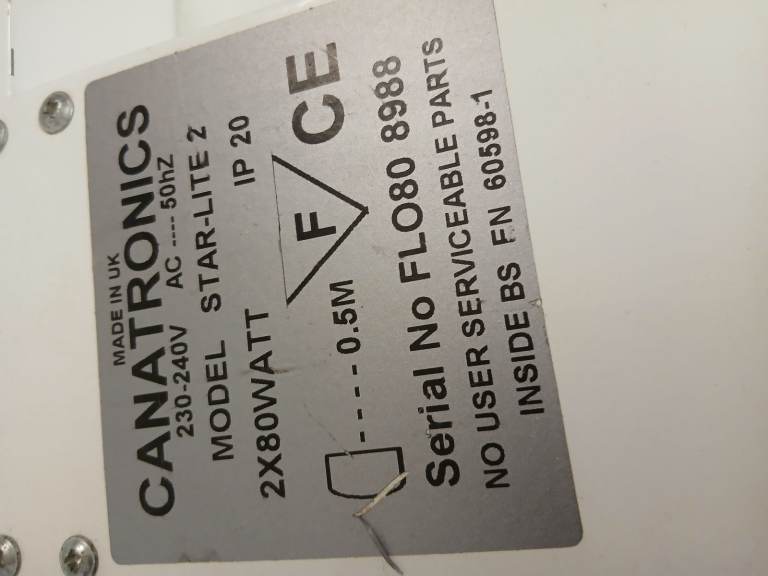 MADE IN UK
CANATRONICS
230-240V AC ---- 50hZ
MODEL STAR-LITE 2
2X80WATT IP 20
F CE
- - - - 0.5M
Serial No FLO80 8988
NO USER SERVICEABLE PARTS
INSIDE BS FN 60598-1